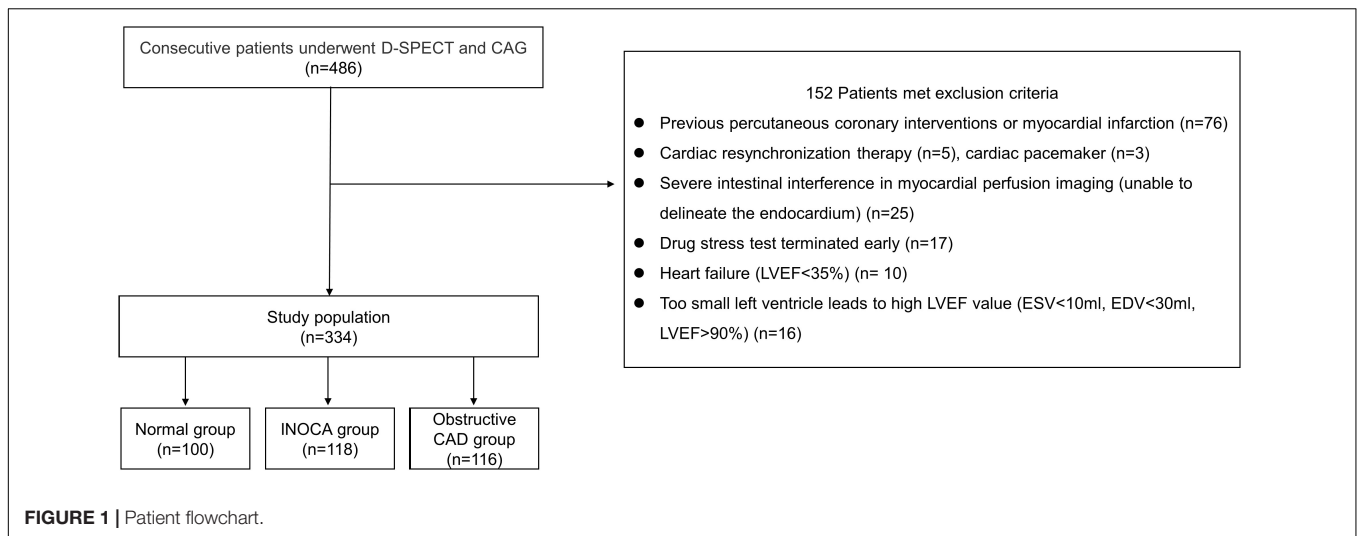 Consecutive patients underwent D-SPECT and CAG
(n=486)
152 Patients met exclusion criteria
● Previous percutaneous coronary interventions or myocardial infarction (n=76)
● Cardiac resynchronization therapy (n=5), cardiac pacemaker (n=3)
● Severe intestinal interference in myocardial perfusion imaging (unable to
delineate the endocardium) (n=25)
● Drug stress test terminated early (n=17)
● Heart failure (LVEF<35%) (n= 10)
● Too small left ventricle leads to high LVEF value (ESV<10ml, EDV<30ml,
LVEF>90%) (n=16)
Study population
(n=334)
Normal group
(n=100)
INOCA group
(n=118)
Obstructive
CAD group
(n=116)
FIGURE 1 | Patient flowchart.